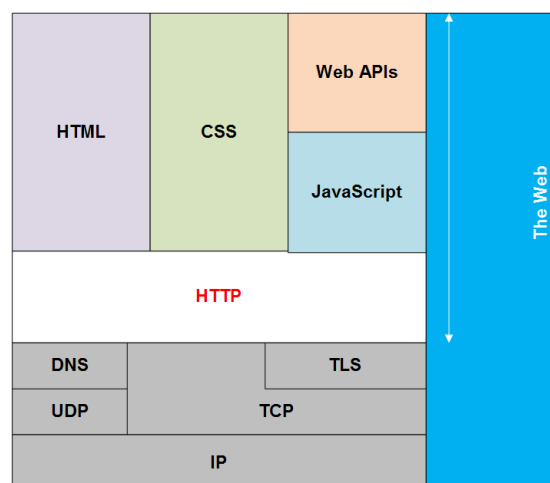 Web APIs
HTML
CSS
JavaScript
The Web
HTTP
DNS
TLS
UDP
TCP
IP